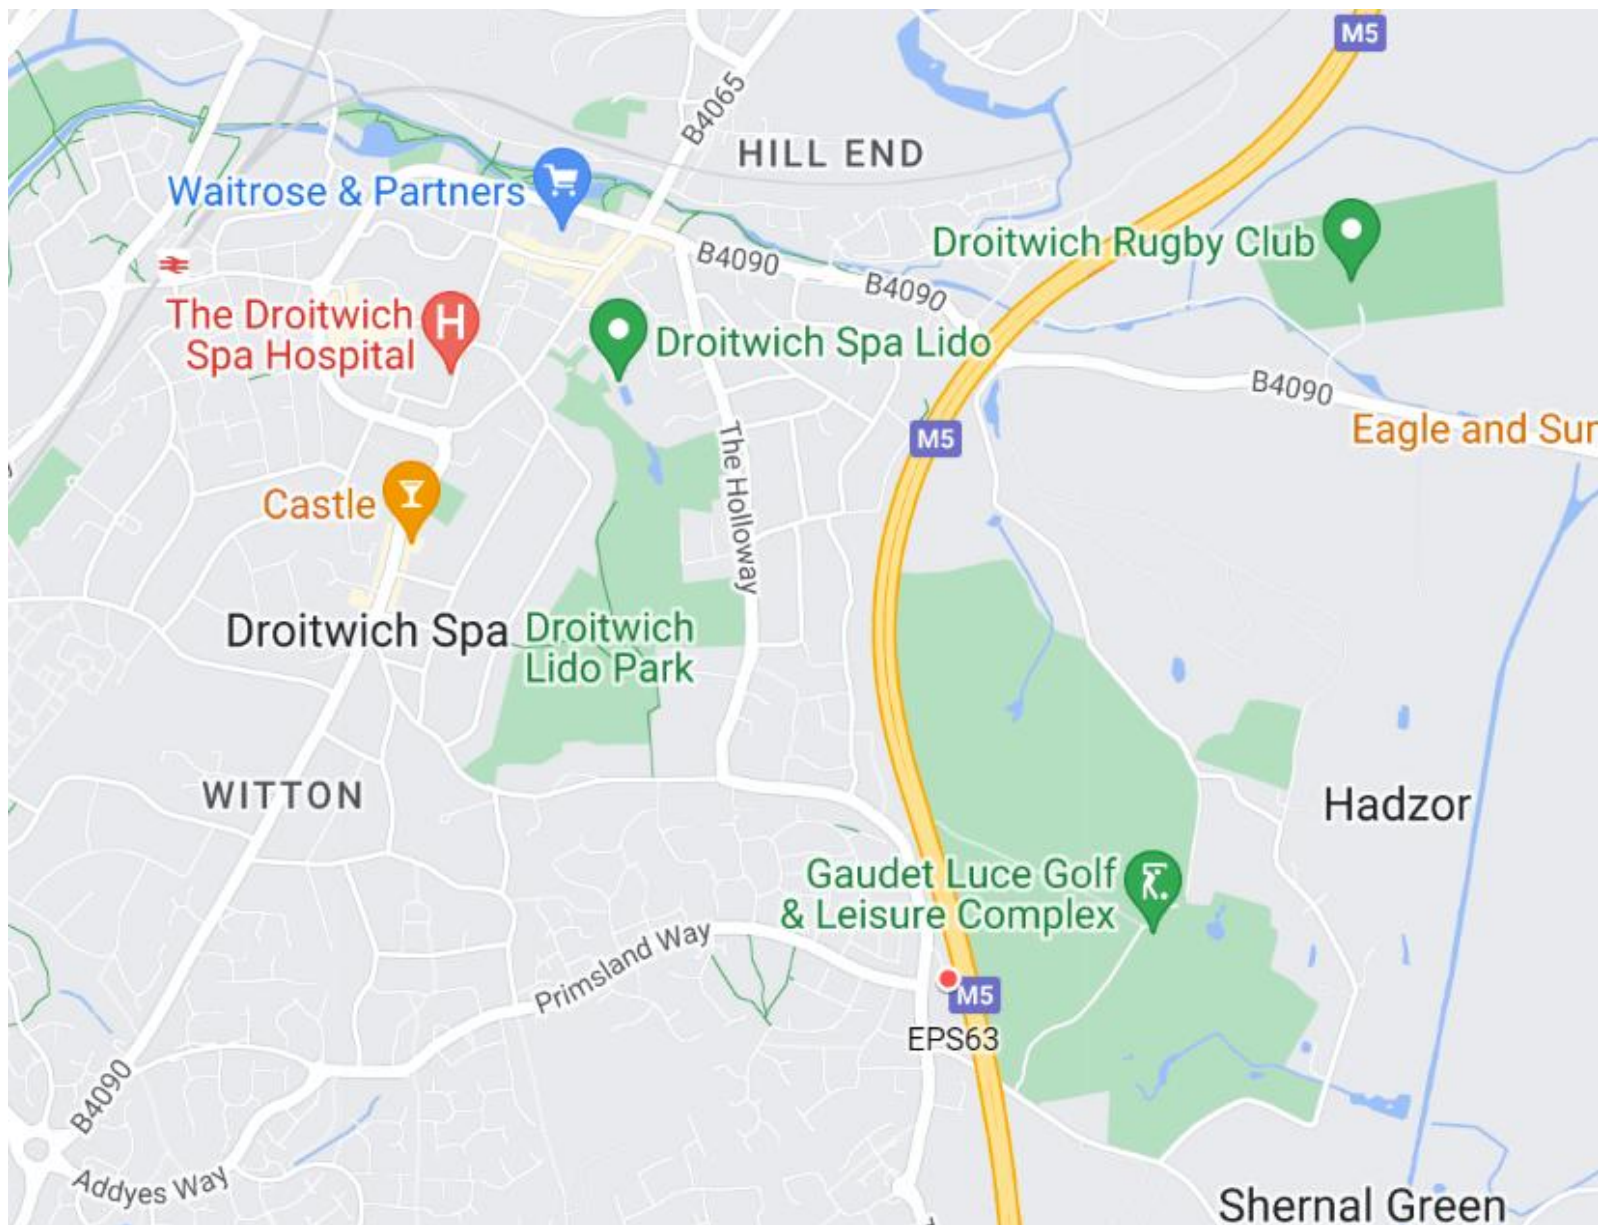 M5
B4065
HILL END
Waitrose & Partners
Droitwich Rugby Club
B4090
B4090
The Droitwich
Spa Hospital
Droitwich Spa Lido
B4090
M5
Eagle and Sun
The Holloway
Castle
Droitwich Spa
Droitwich
Lido Park
WITTON
Hadzor
Gaudet Luce Golf
& Leisure Complex
Primsland Way
M5
EPS63
B4090
Addyes Way
Shernal Green